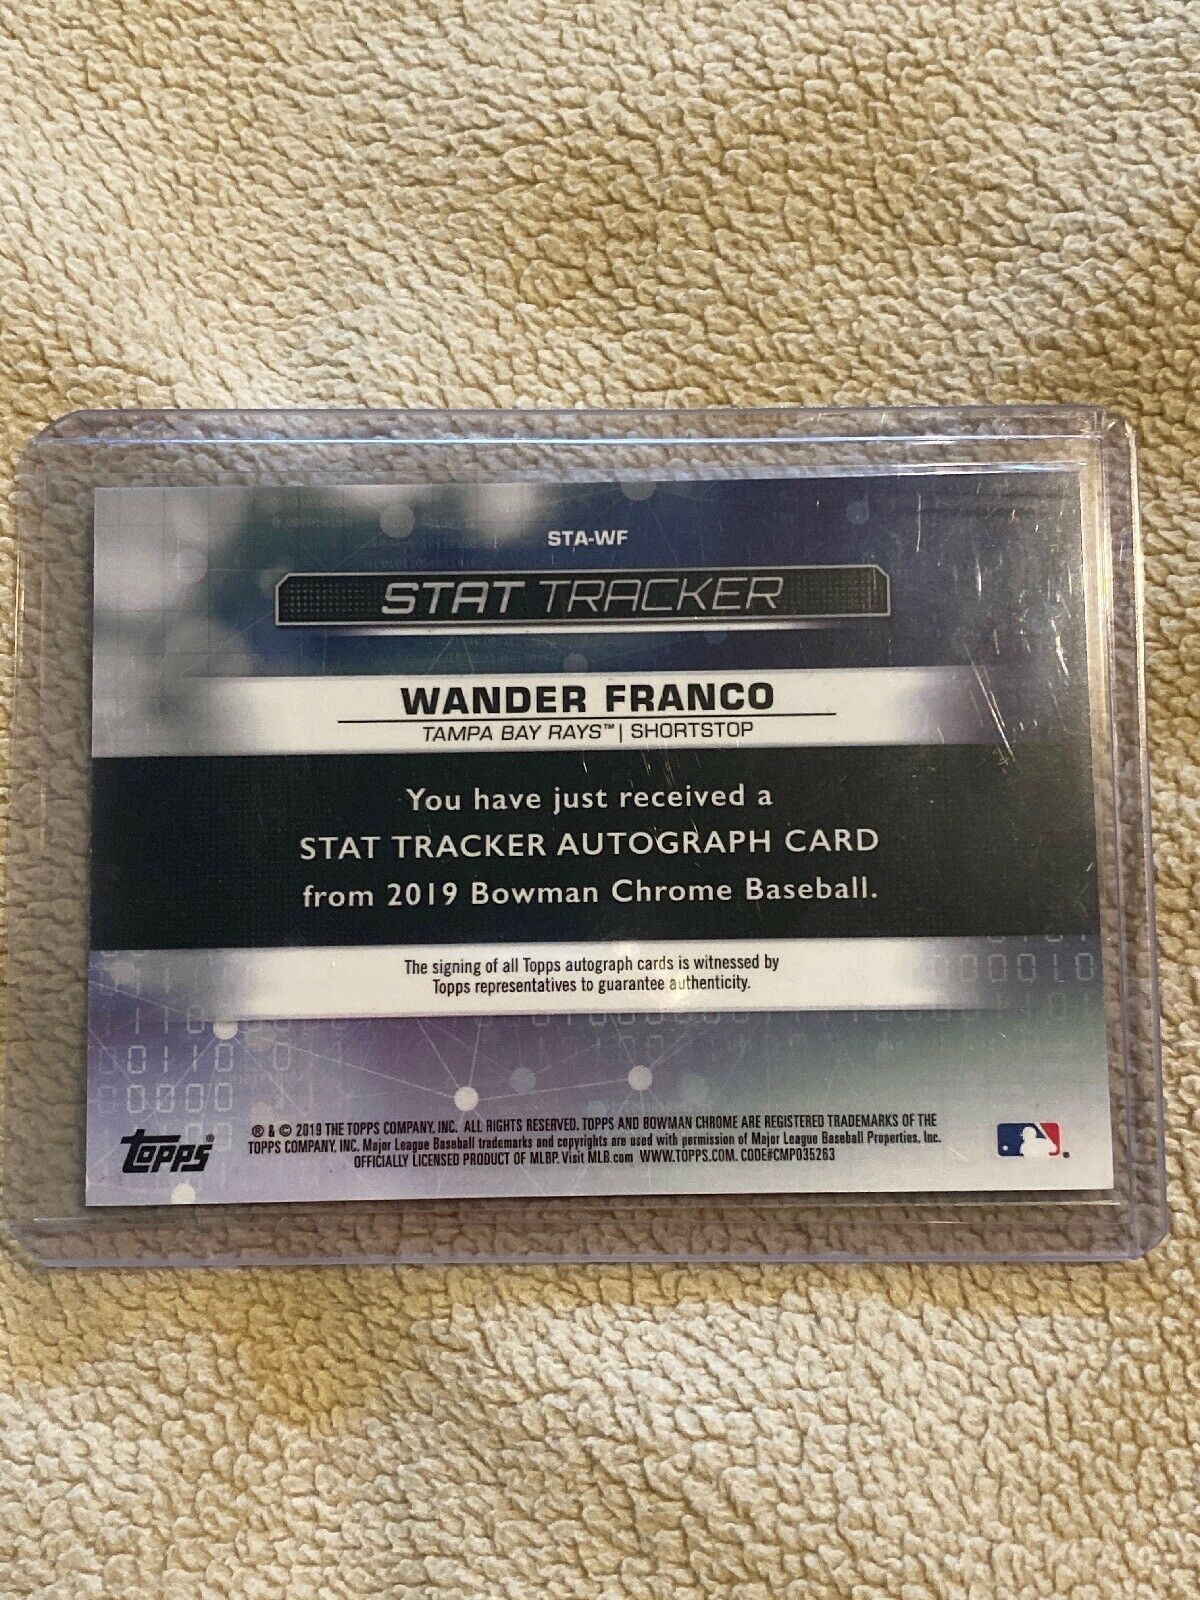 STA-WF
STAT TRACKER
WANDER FRANCO
TAMPA BAY RAYS™ | SHORTSTOP
You have just received a
STAT TRACKER AUTOGRAPH CARD
from 2019 Bowman Chrome Baseball.
The signing of all Topps autograph cards is witnessed by
Topps representatives to guarantee authenticity.
00010
00110 0
0000
topps®
® & © 2019 THE TOPPS COMPANY, INC. ALL RIGHTS RESERVED. TOPPS AND BOWMAN CHROME ARE REGISTERED TRADEMARKS OF THE
TOPPS COMPANY, INC. Major League Baseball trademarks and copyrights are used with permission of Major League Baseball Properties, Inc.
OFFICIALLY LICENSED PRODUCT OF MLBP. Visit MLB.com WWW.TOPPS.COM. CODE#CMP035263